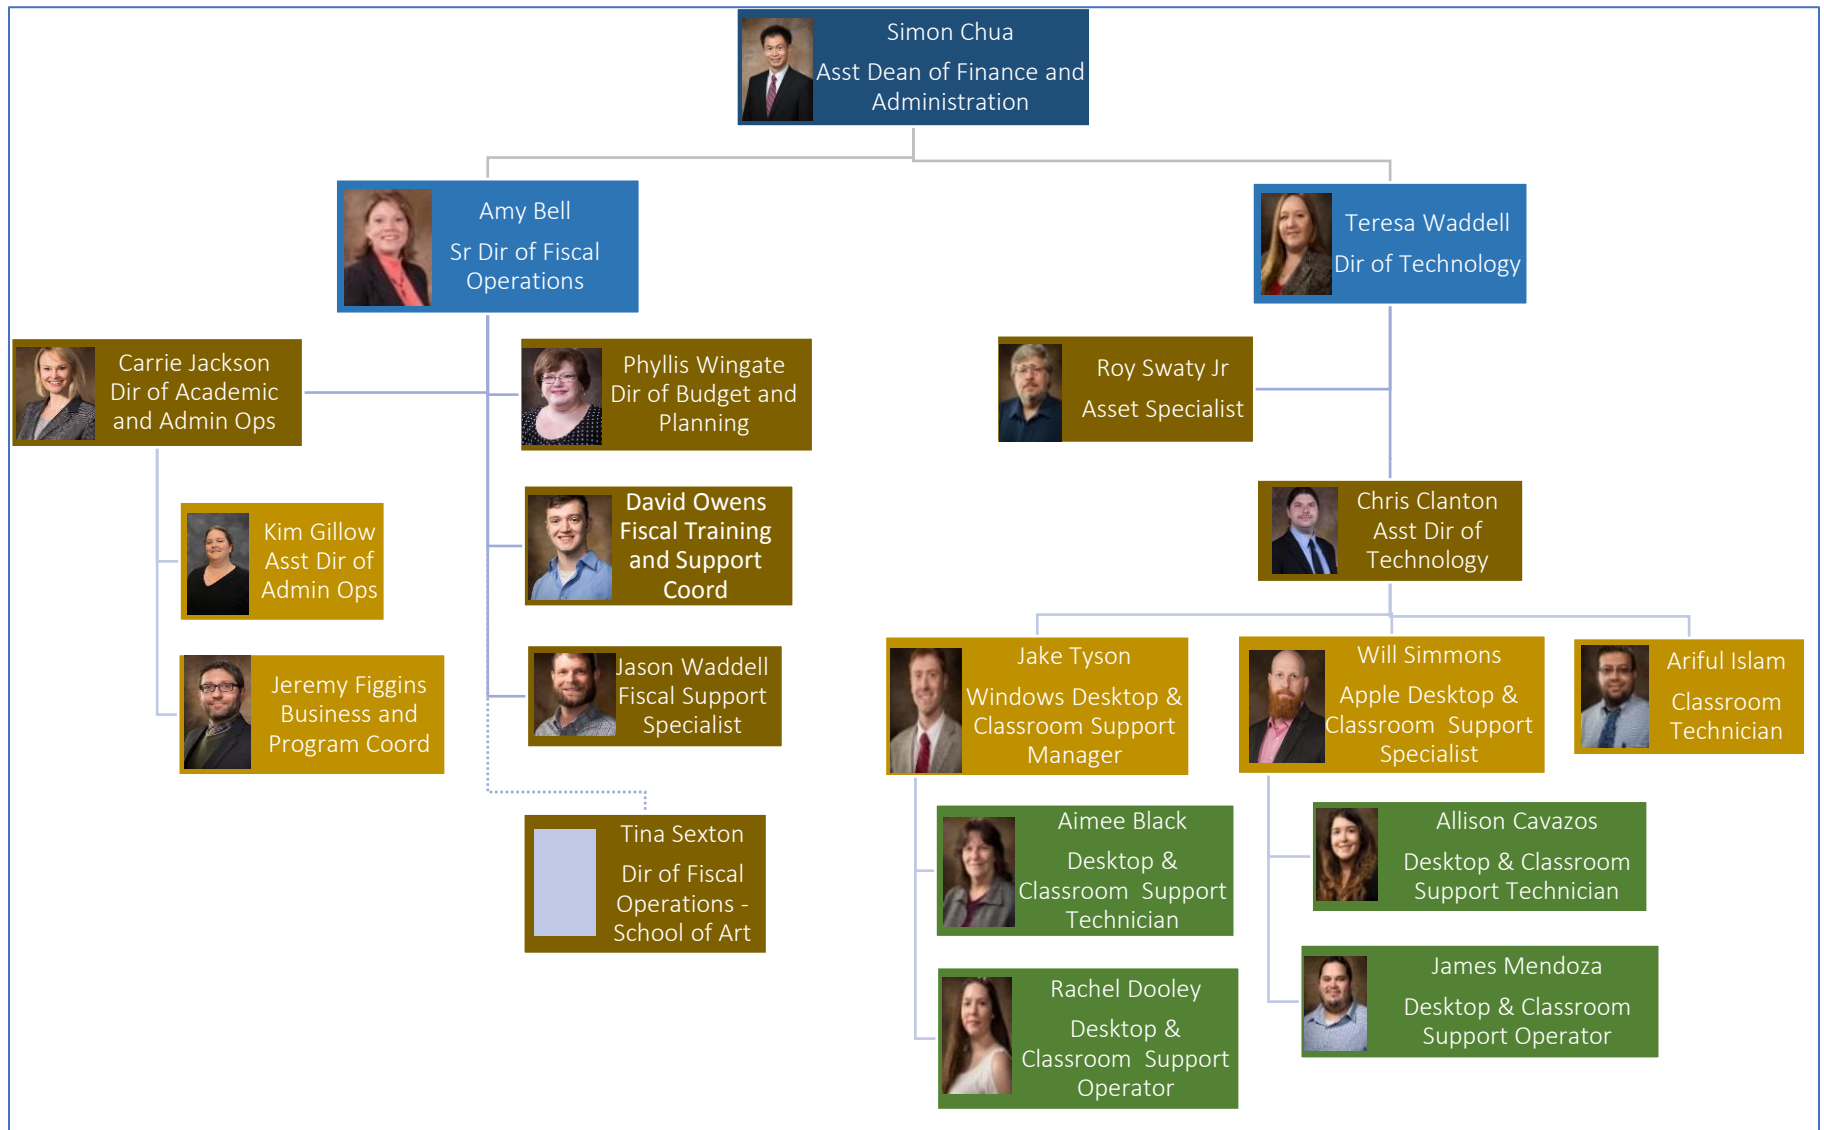 Simon Chua
Asst Dean of Finance and
Administration
Amy Bell
Sr Dir of Fiscal
Operations
Teresa Waddell
Dir of Technology
Carrie Jackson
Dir of Academic
and Admin Ops
Phyllis Wingate
Dir of Budget and
Planning
Roy Swaty Jr
Asset Specialist
Kim Gillow
Asst Dir of
Admin Ops
David Owens
Fiscal Training
and Support
Coord
Chris Clanton
Asst Dir of
Technology
Jeremy Figgins
Business and
Program Coord
Jason Waddell
Fiscal Support
Specialist
Jake Tyson
Windows Desktop &
Classroom Support
Manager
Will Simmons
Apple Desktop &
Classroom Support
Specialist
Ariful Islam
Classroom
Technician
Tina Sexton
Dir of Fiscal
Operations -
School of Art
Aimee Black
Desktop &
Classroom Support
Technician
Allison Cavazos
Desktop & Classroom
Support Technician
Rachel Dooley
Desktop &
Classroom Support
Operator
James Mendoza
Desktop & Classroom
Support Operator